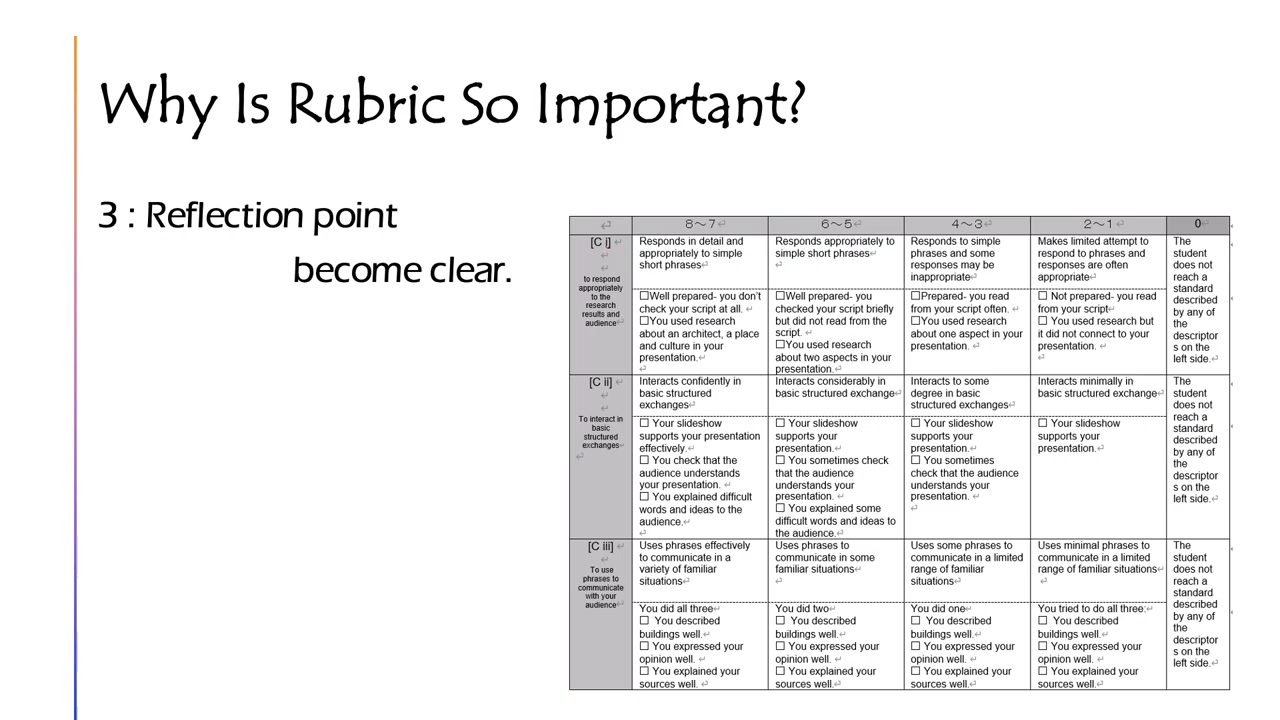 Why Is Rubric So Important?
3 : Reflection point
become clear.
8～7
6～5
4～3
2～1
0
[C i]
to respond
appropriately
to the
research
results and
audience
Responds in detail and
appropriately to simple
short phrases
Responds appropriately to
simple short phrases
Responds to simple
phrases and some
responses may be
inappropriate
Makes limited attempt to
respond to phrases and
responses are often
appropriate
The
student
does not
reach a
standard
described
by any of
the
descriptor
s on the
left side.
☐Well prepared- you don't
check your script at all.
☐You used research
about an architect, a place
and culture in your
presentation.
☐Well prepared- you
checked your script briefly
but did not read from the
script.
☐You used research
about two aspects in your
presentation.
☐Prepared- you read
from your script often.
☐You used research
about one aspect in your
presentation.
☐ Not prepared- you read
from your script
☐ You used research but
it did not connect to your
presentation.
[C ii]
To interact in
basic
structured
exchanges
Interacts confidently in
basic structured
exchanges
Interacts considerably in
basic structured exchange
Interacts to some
degree in basic
structured exchanges
Interacts minimally in
basic structured exchange
The
student
does not
reach a
standard
described
by any of
the
descriptor
s on the
left side.
☐ Your slideshow
supports your presentation
effectively.
☐ You check that the
audience understands
your presentation.
☐ You explained difficult
words and ideas to the
audience.
☐ Your slideshow
supports your
presentation.
☐ You sometimes check
that the audience
understands your
presentation.
☐ You explained some
difficult words and ideas to
the audience.
☐ Your slideshow
supports your
presentation.
☐ You sometimes
check that the audience
understands your
presentation.
☐ Your slideshow
supports your
presentation.
[C iii]
To use
phrases to
communicate
with your
audience
Uses phrases effectively
to communicate in a
variety of familiar
situations
Uses phrases to
communicate in some
familiar situations
Uses some phrases to
communicate in a limited
range of familiar
situations
Uses minimal phrases to
communicate in a limited
range of familiar situations
The
student
does not
reach a
standard
described
by any of
the
descriptor
s on the
left side.
You did all three
☐ You described
buildings well.
☐ You expressed your
opinion well.
☐ You explained your
sources well.
You did two
☐ You described
buildings well.
☐ You expressed your
opinion well.
☐ You explained your
sources well.
You did one
☐ You described
buildings well.
☐ You expressed your
opinion well.
☐ You explained your
sources well.
You tried to do all three:
☐ You described
buildings well.
☐ You expressed your
opinion well.
☐ You explained your
sources well.